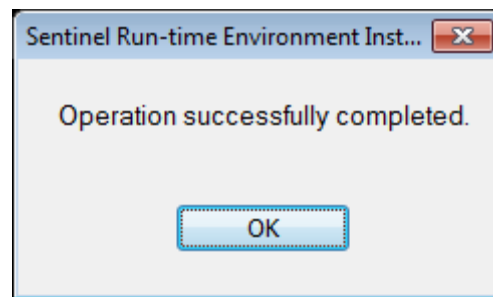 Sentinel Run-time Environment Inst...
Operation successfully completed.
OK